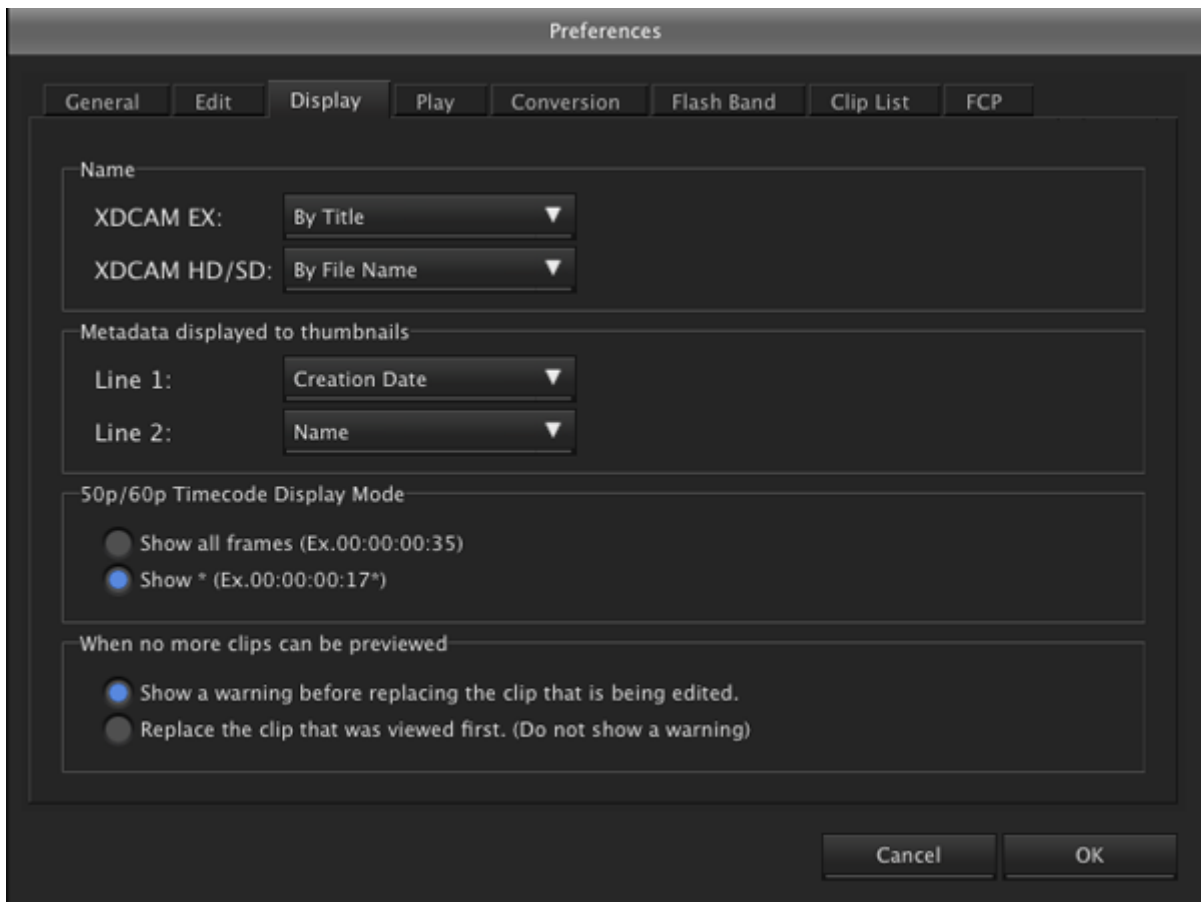 Preferences
General Edit Display Play Conversion Flash Band Clip List FCP
Name
XDCAM EX: By Title
XDCAM HD/SD: By File Name
Metadata displayed to thumbnails
Line 1: Creation Date
Line 2: Name
50p/60p Timecode Display Mode
Show all frames (Ex.00:00:00:35)
Show * (Ex.00:00:00:17*)
When no more clips can be previewed
Show a warning before replacing the clip that is being edited.
Replace the clip that was viewed first. (Do not show a warning)
Cancel OK